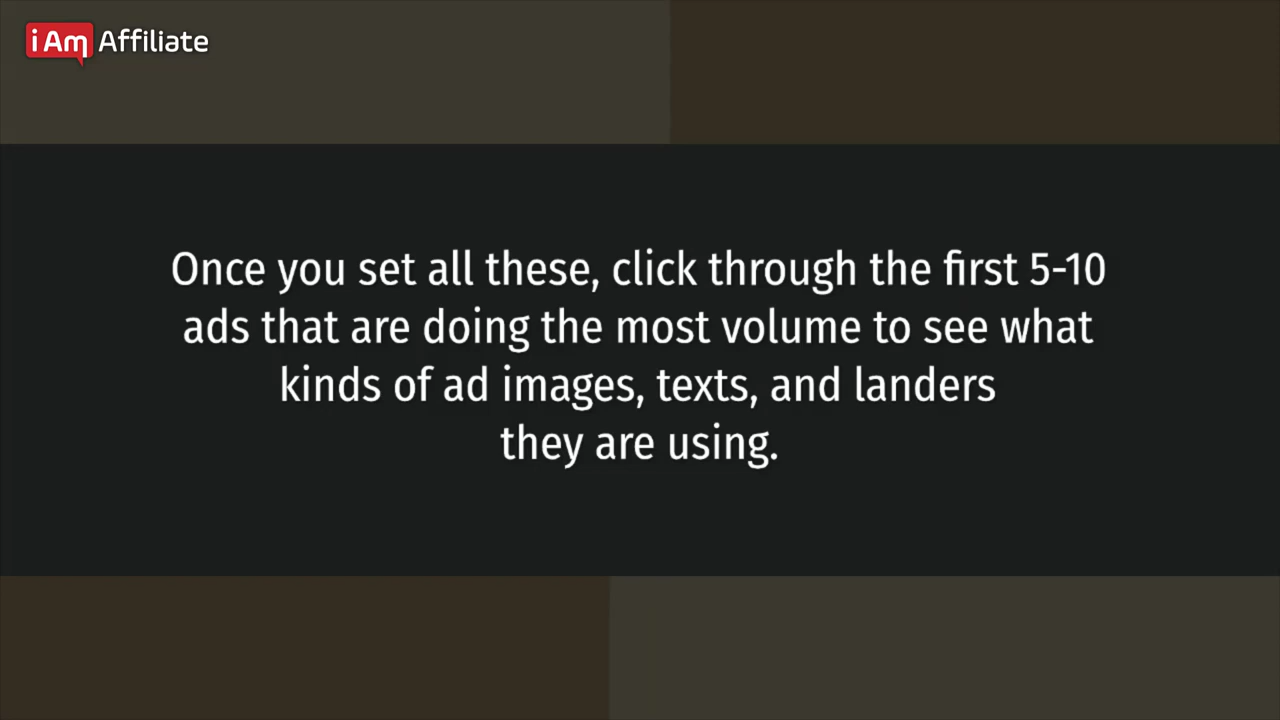 i Am Affiliate
Once you set all these, click through the first 5-10
ads that are doing the most volume to see what
kinds of ad images, texts, and landers
they are using.